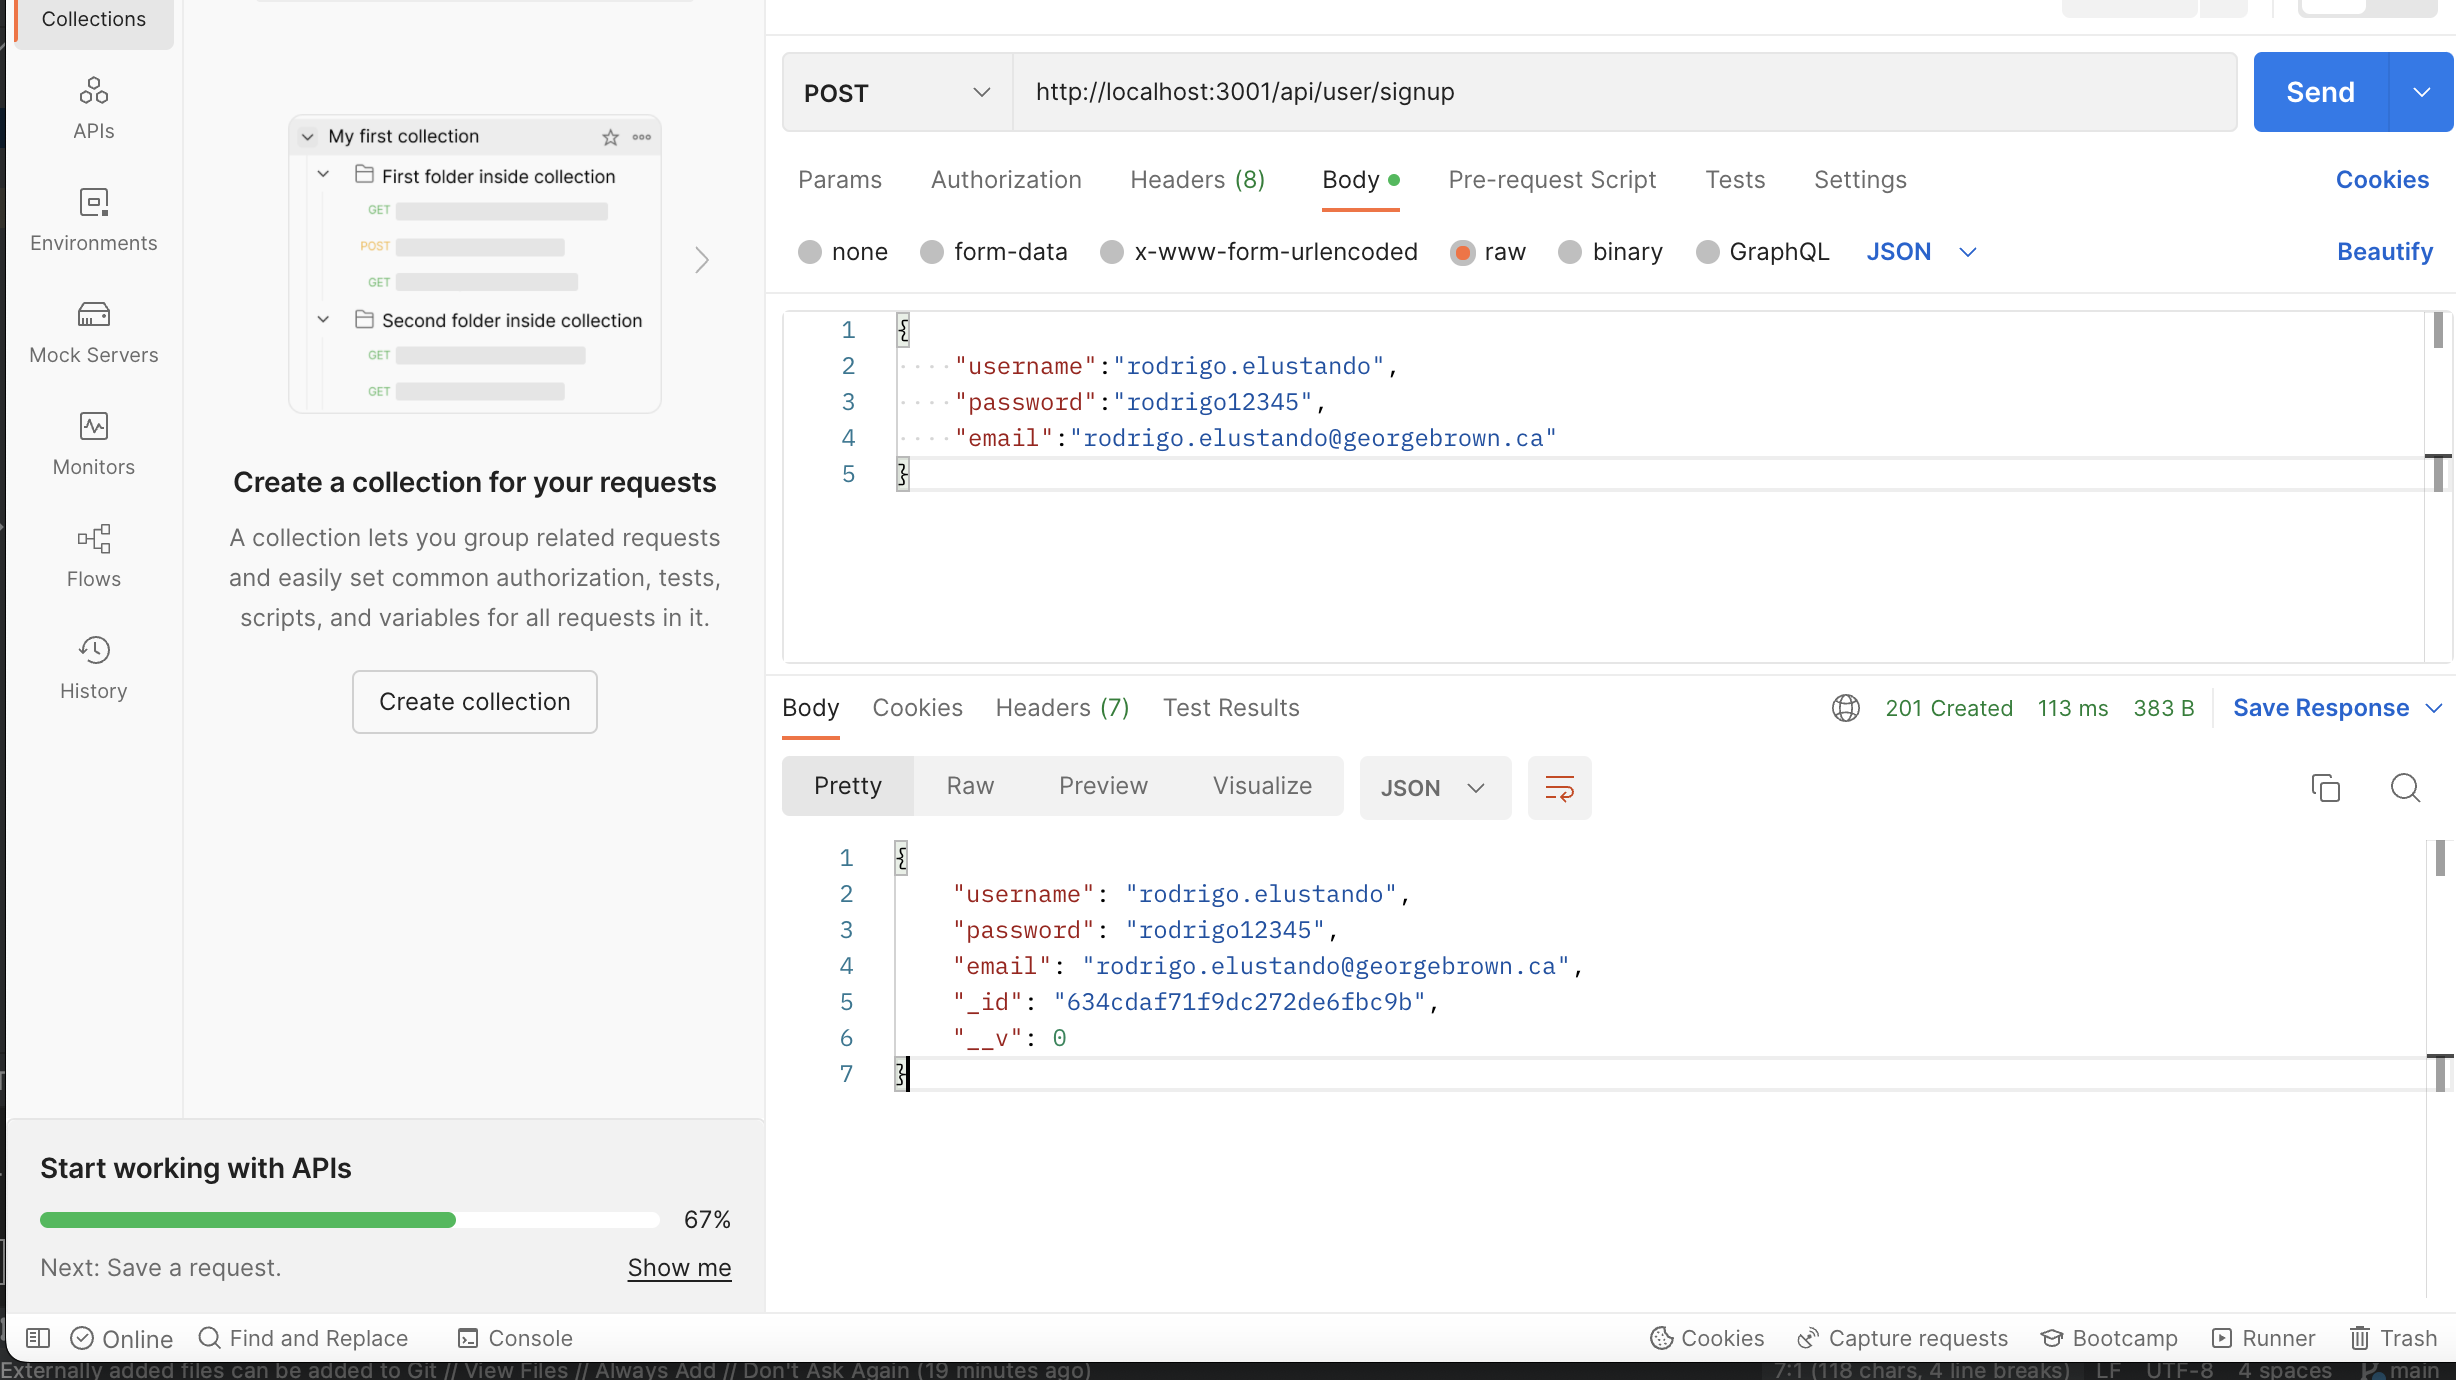 Collections
APIs
Environments
Mock Servers
Monitors
Flows
History
My first collection
First folder inside collection
GET
POST
GET
Second folder inside collection
GET
GET
Create a collection for your requests
A collection lets you group related requests
and easily set common authorization, tests,
scripts, and variables for all requests in it.
Create collection
Start working with APIs
67%
Next: Save a request. Show me
POST http://localhost:3001/api/user/signup Send
Params Authorization Headers (8) Body Pre-request Script Tests Settings Cookies
none form-data x-www-form-urlencoded raw binary GraphQL JSON Beautify
1 {
2 "username":"rodrigo.elustando",
3 "password":"rodrigo12345",
4 "email":"rodrigo.elustando@georgebrown.ca"
5 }
Body Cookies Headers (7) Test Results 201 Created 113 ms 383 B Save Response
Pretty Raw Preview Visualize JSON
1 {
2 "username": "rodrigo.elustando",
3 "password": "rodrigo12345",
4 "email": "rodrigo.elustando@georgebrown.ca",
5 "_id": "634cdaf71f9dc272de6fbc9b",
6 "__v": 0
7 }
Online Find and Replace Console Cookies Capture requests Bootcamp Runner Trash
Externally added files can be added to Git // View Files // Always Add // Don't Ask Again (19 minutes ago) 7:1 (118 chars, 4 line breaks) LF UTF-8 4 spaces main